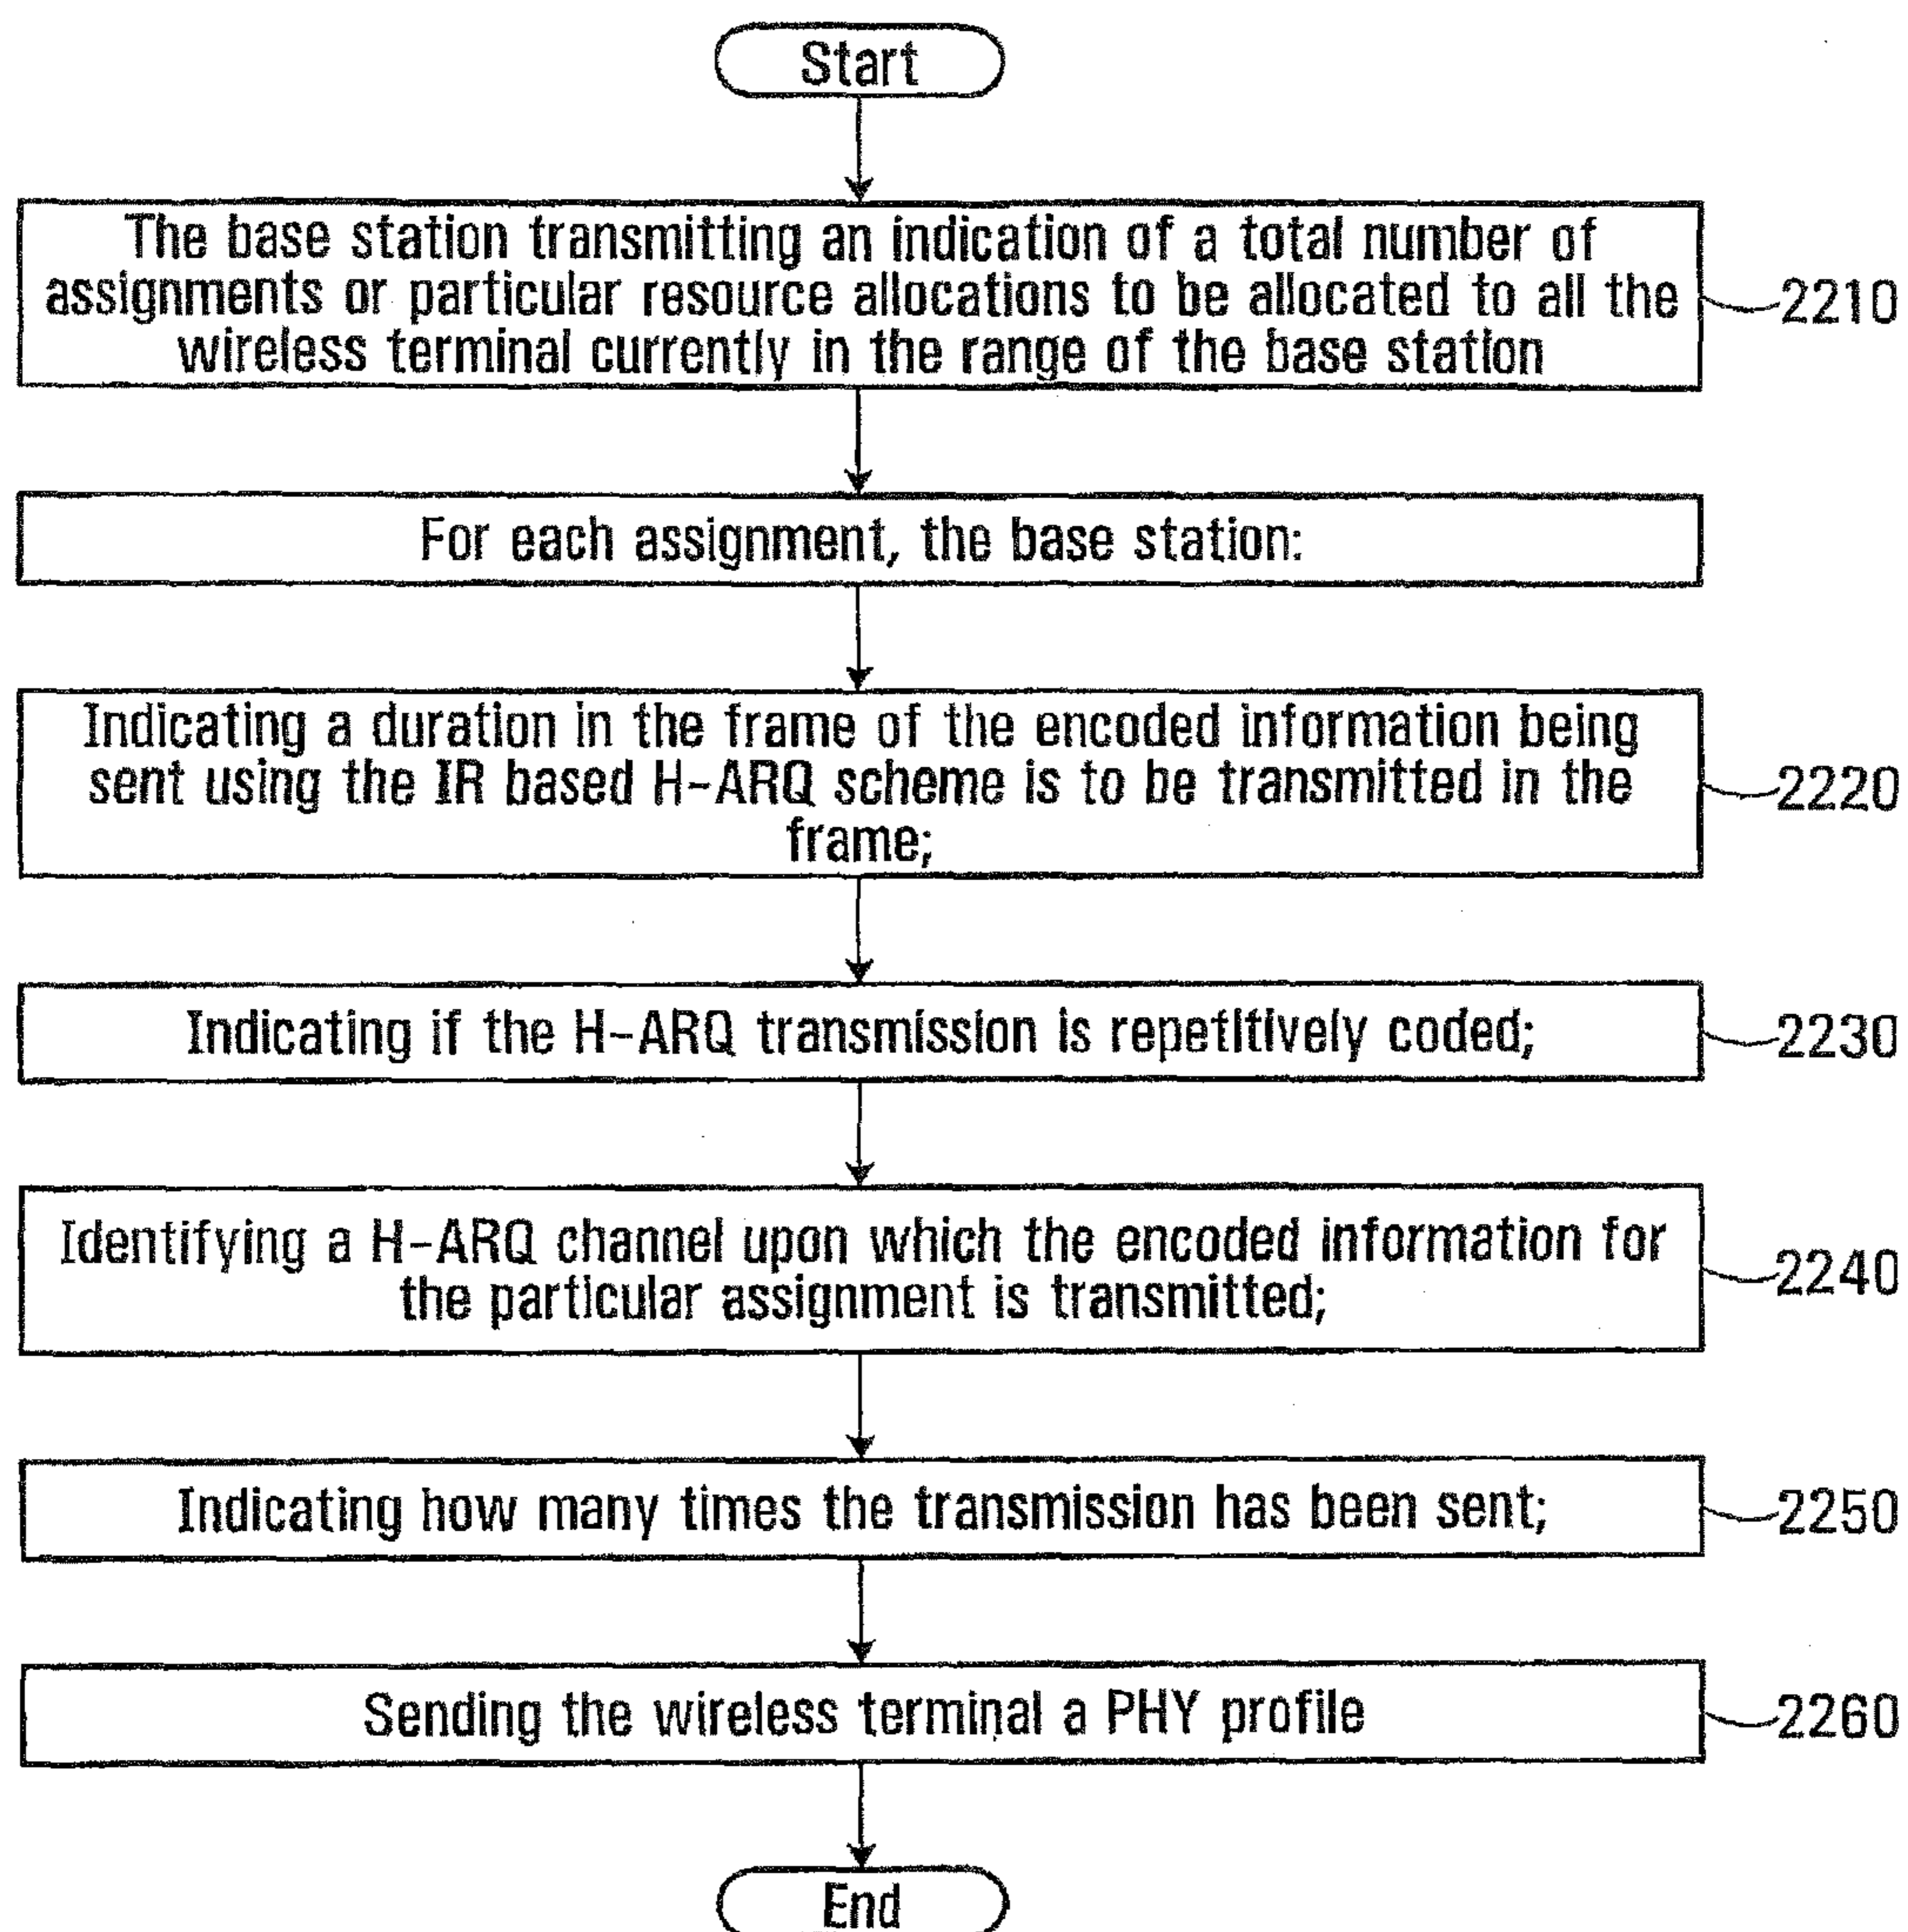 Start
The base station transmitting an indication of a total number of
assignments or particular resource allocations to be allocated to all the
wireless terminal currently in the range of the base station
2210
For each assignment, the base station:
Indicating a duration in the frame of the encoded information being
sent using the IR based H-ARQ scheme is to be transmitted in the
frame;
2220
Indicating if the H-ARQ transmission is repetitively coded;
2230
Identifying a H-ARQ channel upon which the encoded information for
the particular assignment is transmitted;
2240
Indicating how many times the transmission has been sent;
2250
Sending the wireless terminal a PHY profile
2260
End